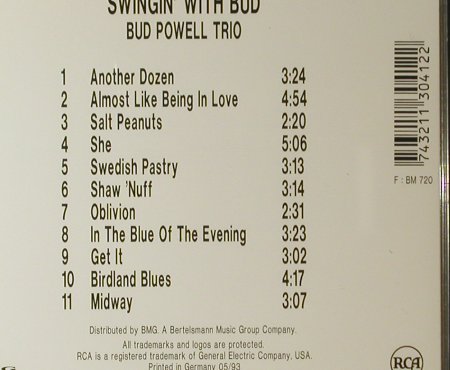 SWINGIN' WITH BUD
BUD POWELL TRIO
1 Another Dozen 3:24
2 Almost Like Being In Love 4:54
3 Salt Peanuts 2:20
4 She 5:06
5 Swedish Pastry 3:13
6 Shaw 'Nuff 3:14
7 Oblivion 2:31
8 In The Blue Of The Evening 3:23
9 Get It 3:02
10 Birdland Blues 4:17
11 Midway 3:07
Distributed by BMG. A Bertelsmann Music Group Company.
All trademarks and logos are protected.
RCA is a registered trademark of General Electric Company, USA.
Printed in Germany 05/93
743211 304122
F : BM 720
RCA